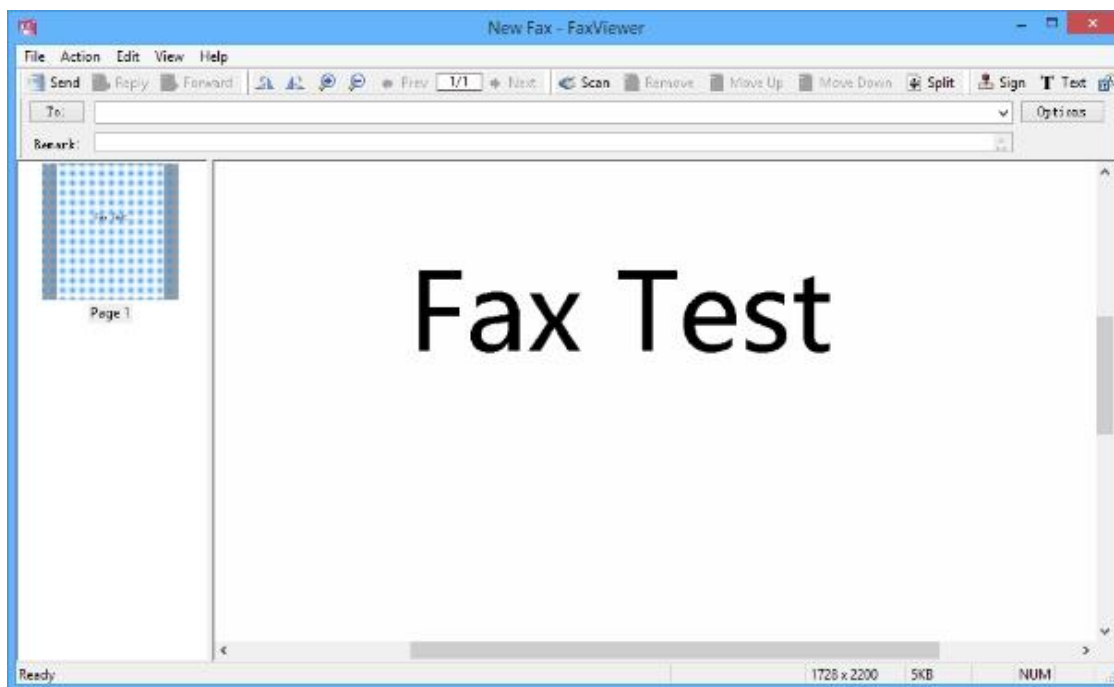 New Fax - FaxViewer
File Action Edit View Help
Send Reply Forward Prev 1/1 Next Scan Remove Move Up Move Down Split Sign Text
To: Options
Remark:
Page 1
Fax Test
Ready 1728 x 2200 5KB NUM